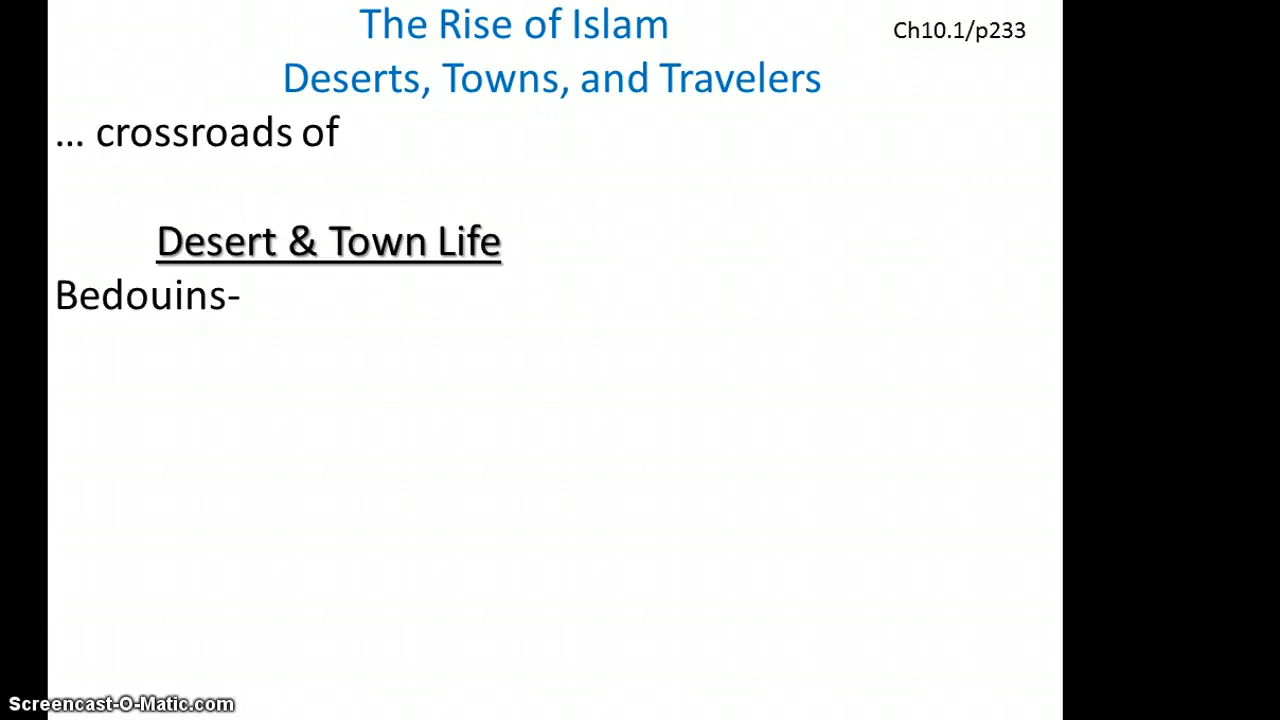 The Rise of Islam
Ch10.1/p233
Deserts, Towns, and Travelers
... crossroads of
Desert & Town Life
Bedouins-
Screencast-O-Matic.com